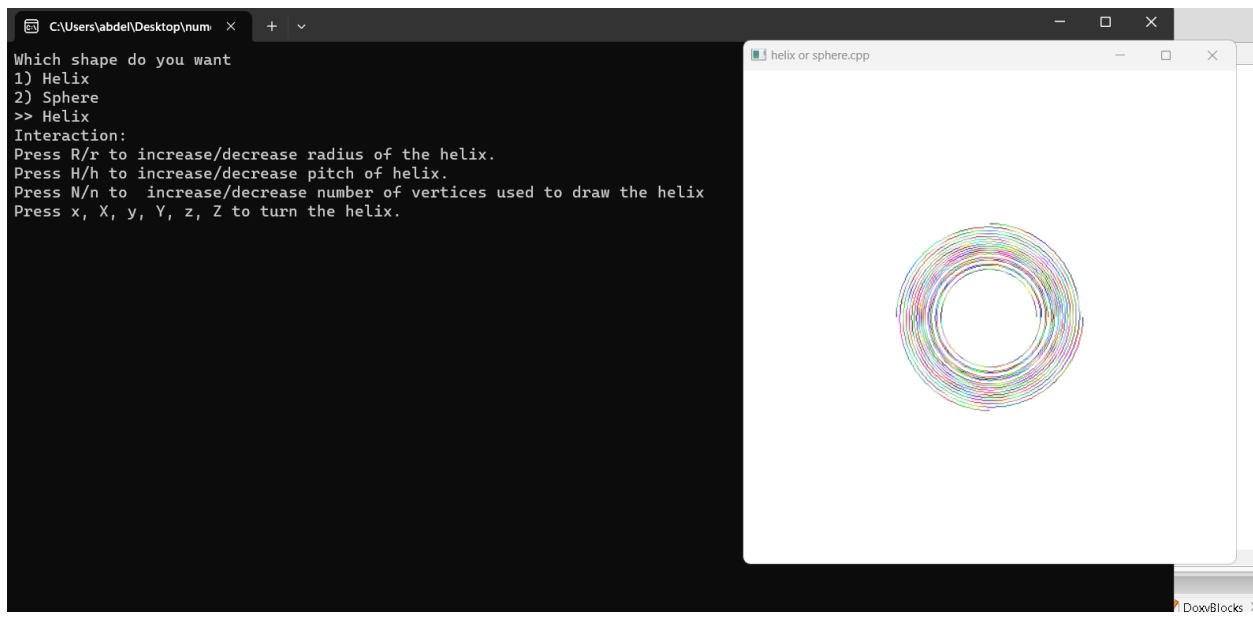 C:\Users\abdel\Desktop\num
Which shape do you want
1) Helix
2) Sphere
>> Helix
Interaction:
Press R/r to increase/decrease radius of the helix.
Press H/h to increase/decrease pitch of helix.
Press N/n to  increase/decrease number of vertices used to draw the helix
Press x, X, y, Y, z, Z to turn the helix.
helix or sphere.cpp
DoxyBlocks